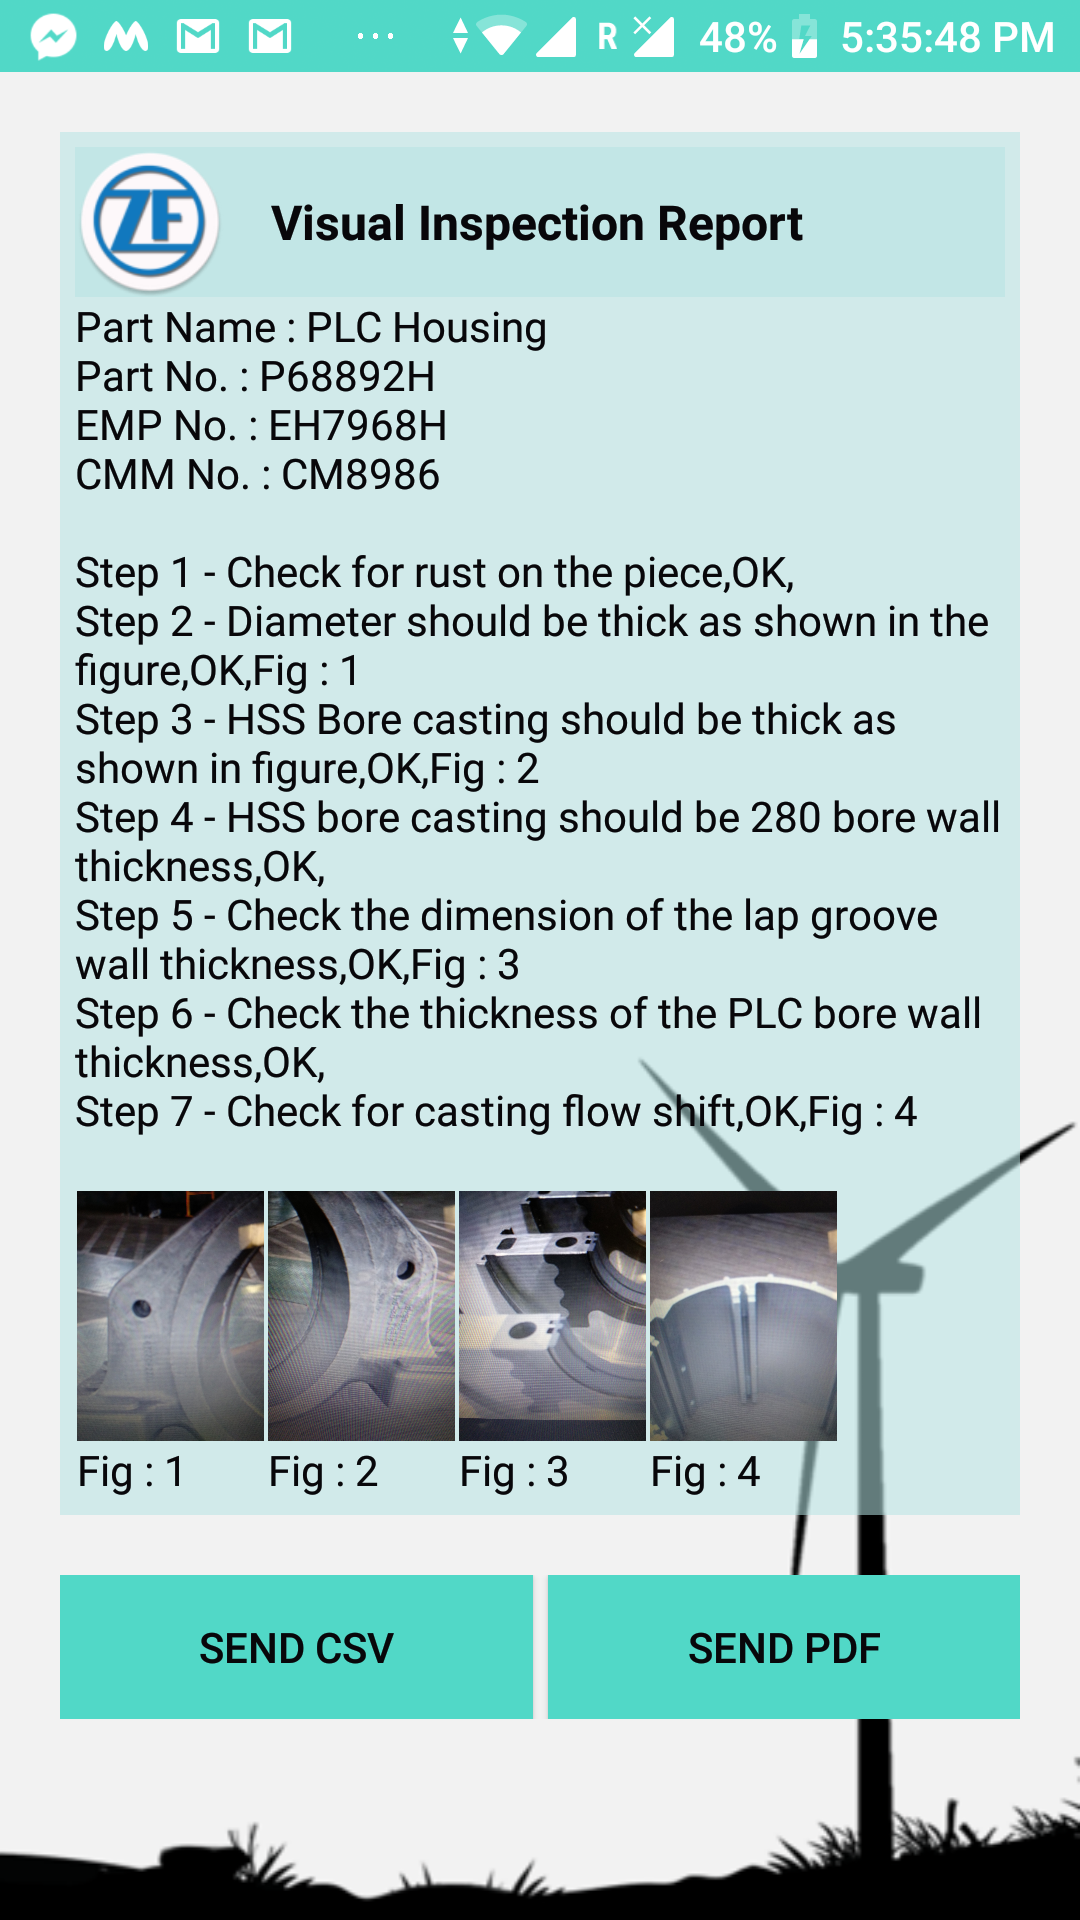 R 48% 5:35:48 PM
ZF Visual Inspection Report
Part Name : PLC Housing
Part No. : P68892H
EMP No. : EH7968H
CMM No. : CM8986
Step 1 - Check for rust on the piece,OK,
Step 2 - Diameter should be thick as shown in the
figure,OK,Fig : 1
Step 3 - HSS Bore casting should be thick as
shown in figure,OK,Fig : 2
Step 4 - HSS bore casting should be 280 bore wall
thickness,OK,
Step 5 - Check the dimension of the lap groove
wall thickness,OK,Fig : 3
Step 6 - Check the thickness of the PLC bore wall
thickness,OK,
Step 7 - Check for casting flow shift,OK,Fig : 4
Fig : 1 Fig : 2 Fig : 3 Fig : 4
SEND CSV SEND PDF